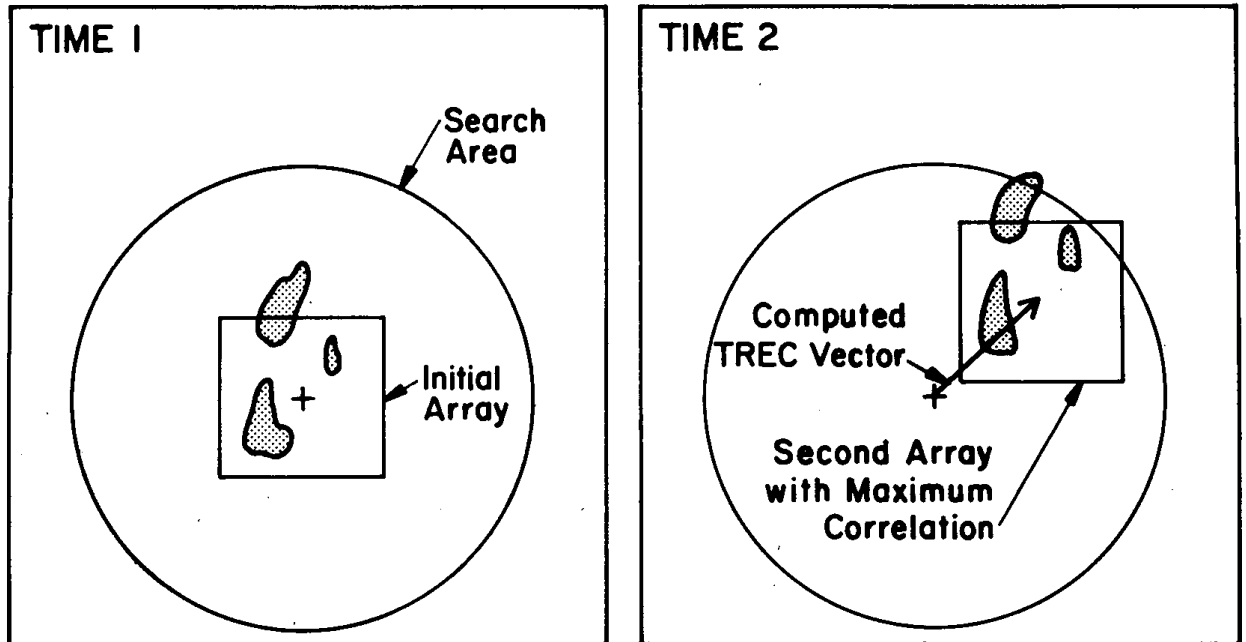 TIME 1
Search
Area
Initial
Array
TIME 2
Computed
TREC Vector
Second Array
with Maximum
Correlation